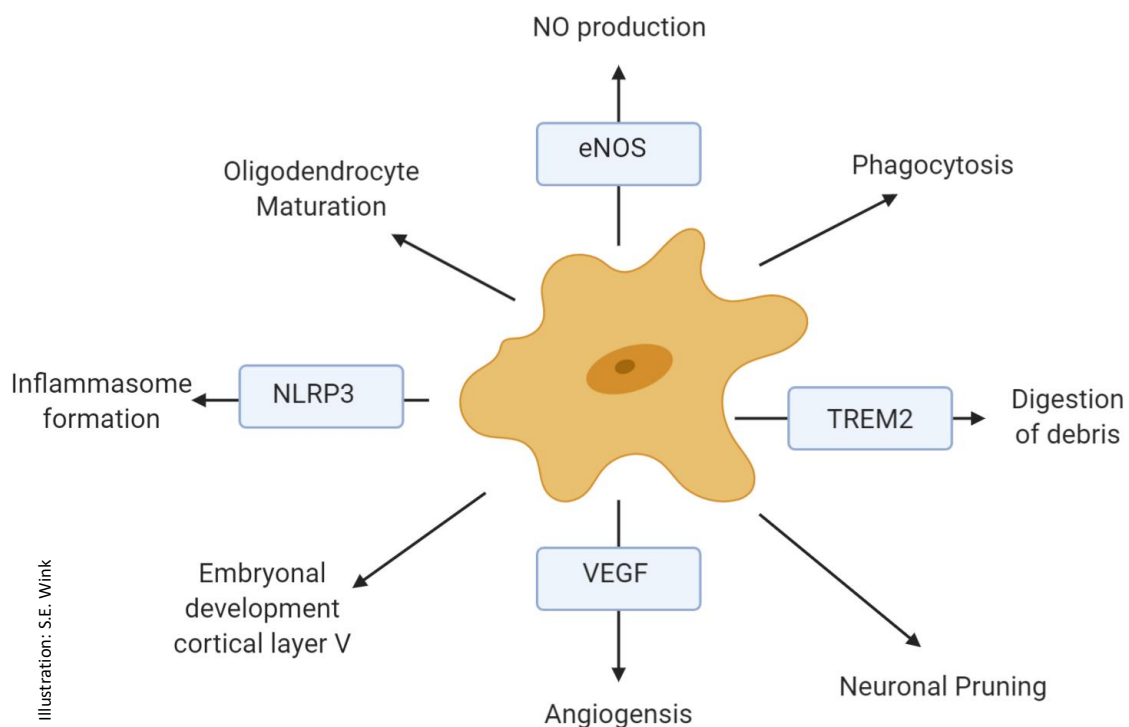 NO production
eNOS
Oligodendrocyte
Maturation
Phagocytosis
Inflammasome
formation
NLRP3
TREM2
Digestion
of debris
Embryonal
development
cortical layer V
VEGF
Angiogensis
Neuronal Pruning
Illustration: S.E. Wink